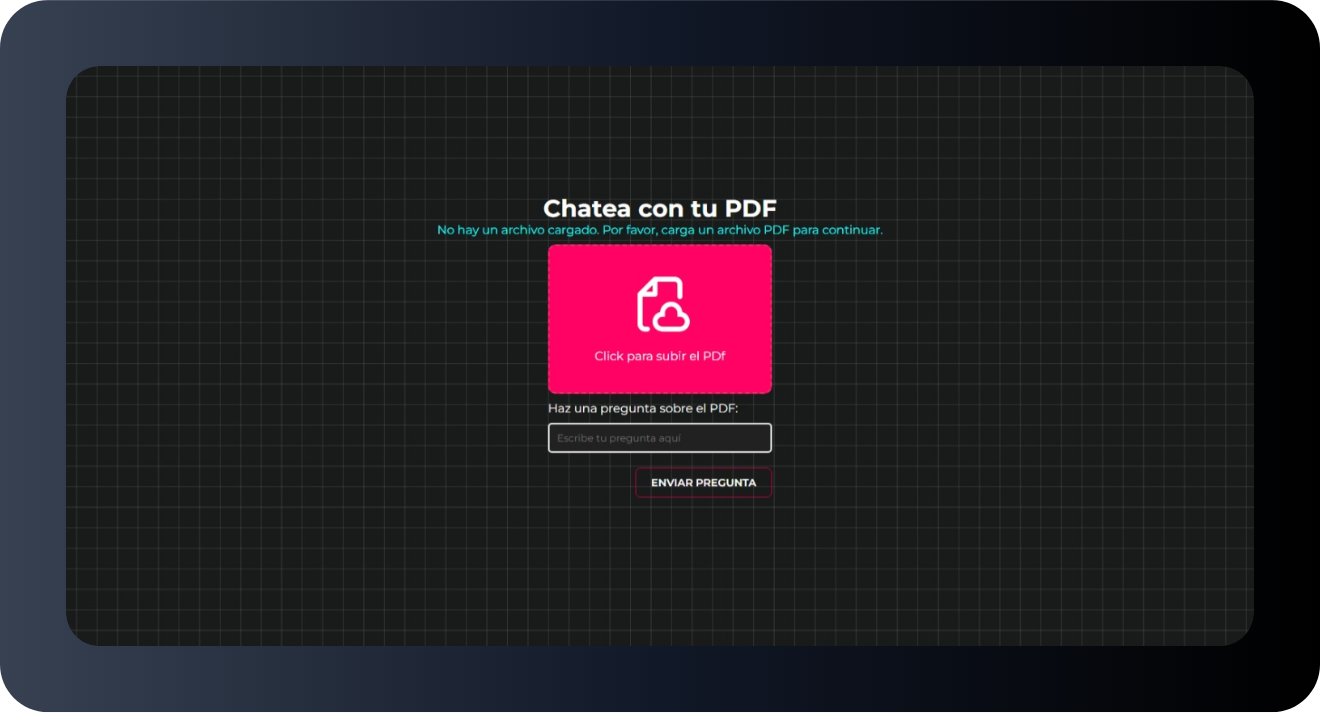 Chatea con tu PDF
No hay un archivo cargado. Por favor, carga un archivo PDF para continuar.
Click para subir el PDf
Haz una pregunta sobre el PDF:
Escribe tu pregunta aquí
ENVIAR PREGUNTA